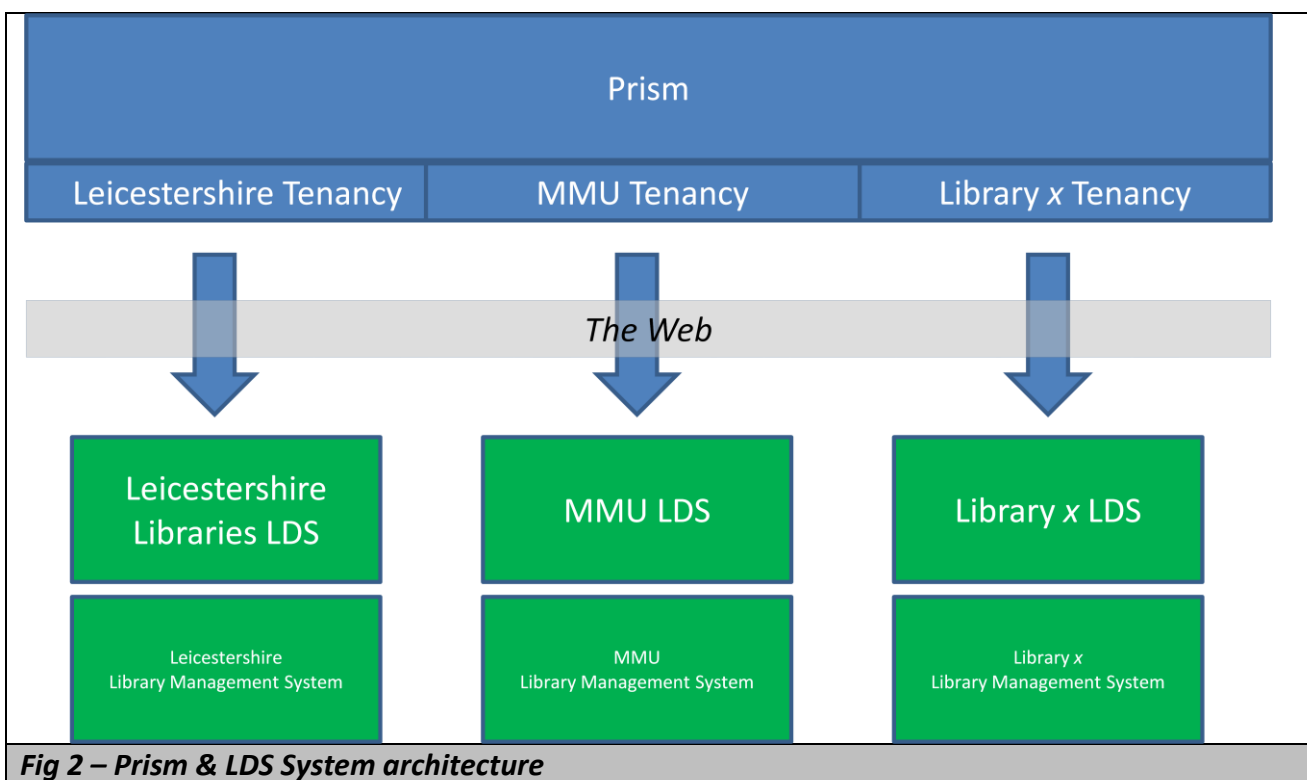 Prism
Leicestershire Tenancy
MMU Tenancy
Library x Tenancy
The Web
Leicestershire
Libraries LDS
MMU LDS
Library x LDS
Leicestershire
Library Management System
MMU
Library Management System
Library x
Library Management System
Fig 2 – Prism & LDS System architecture